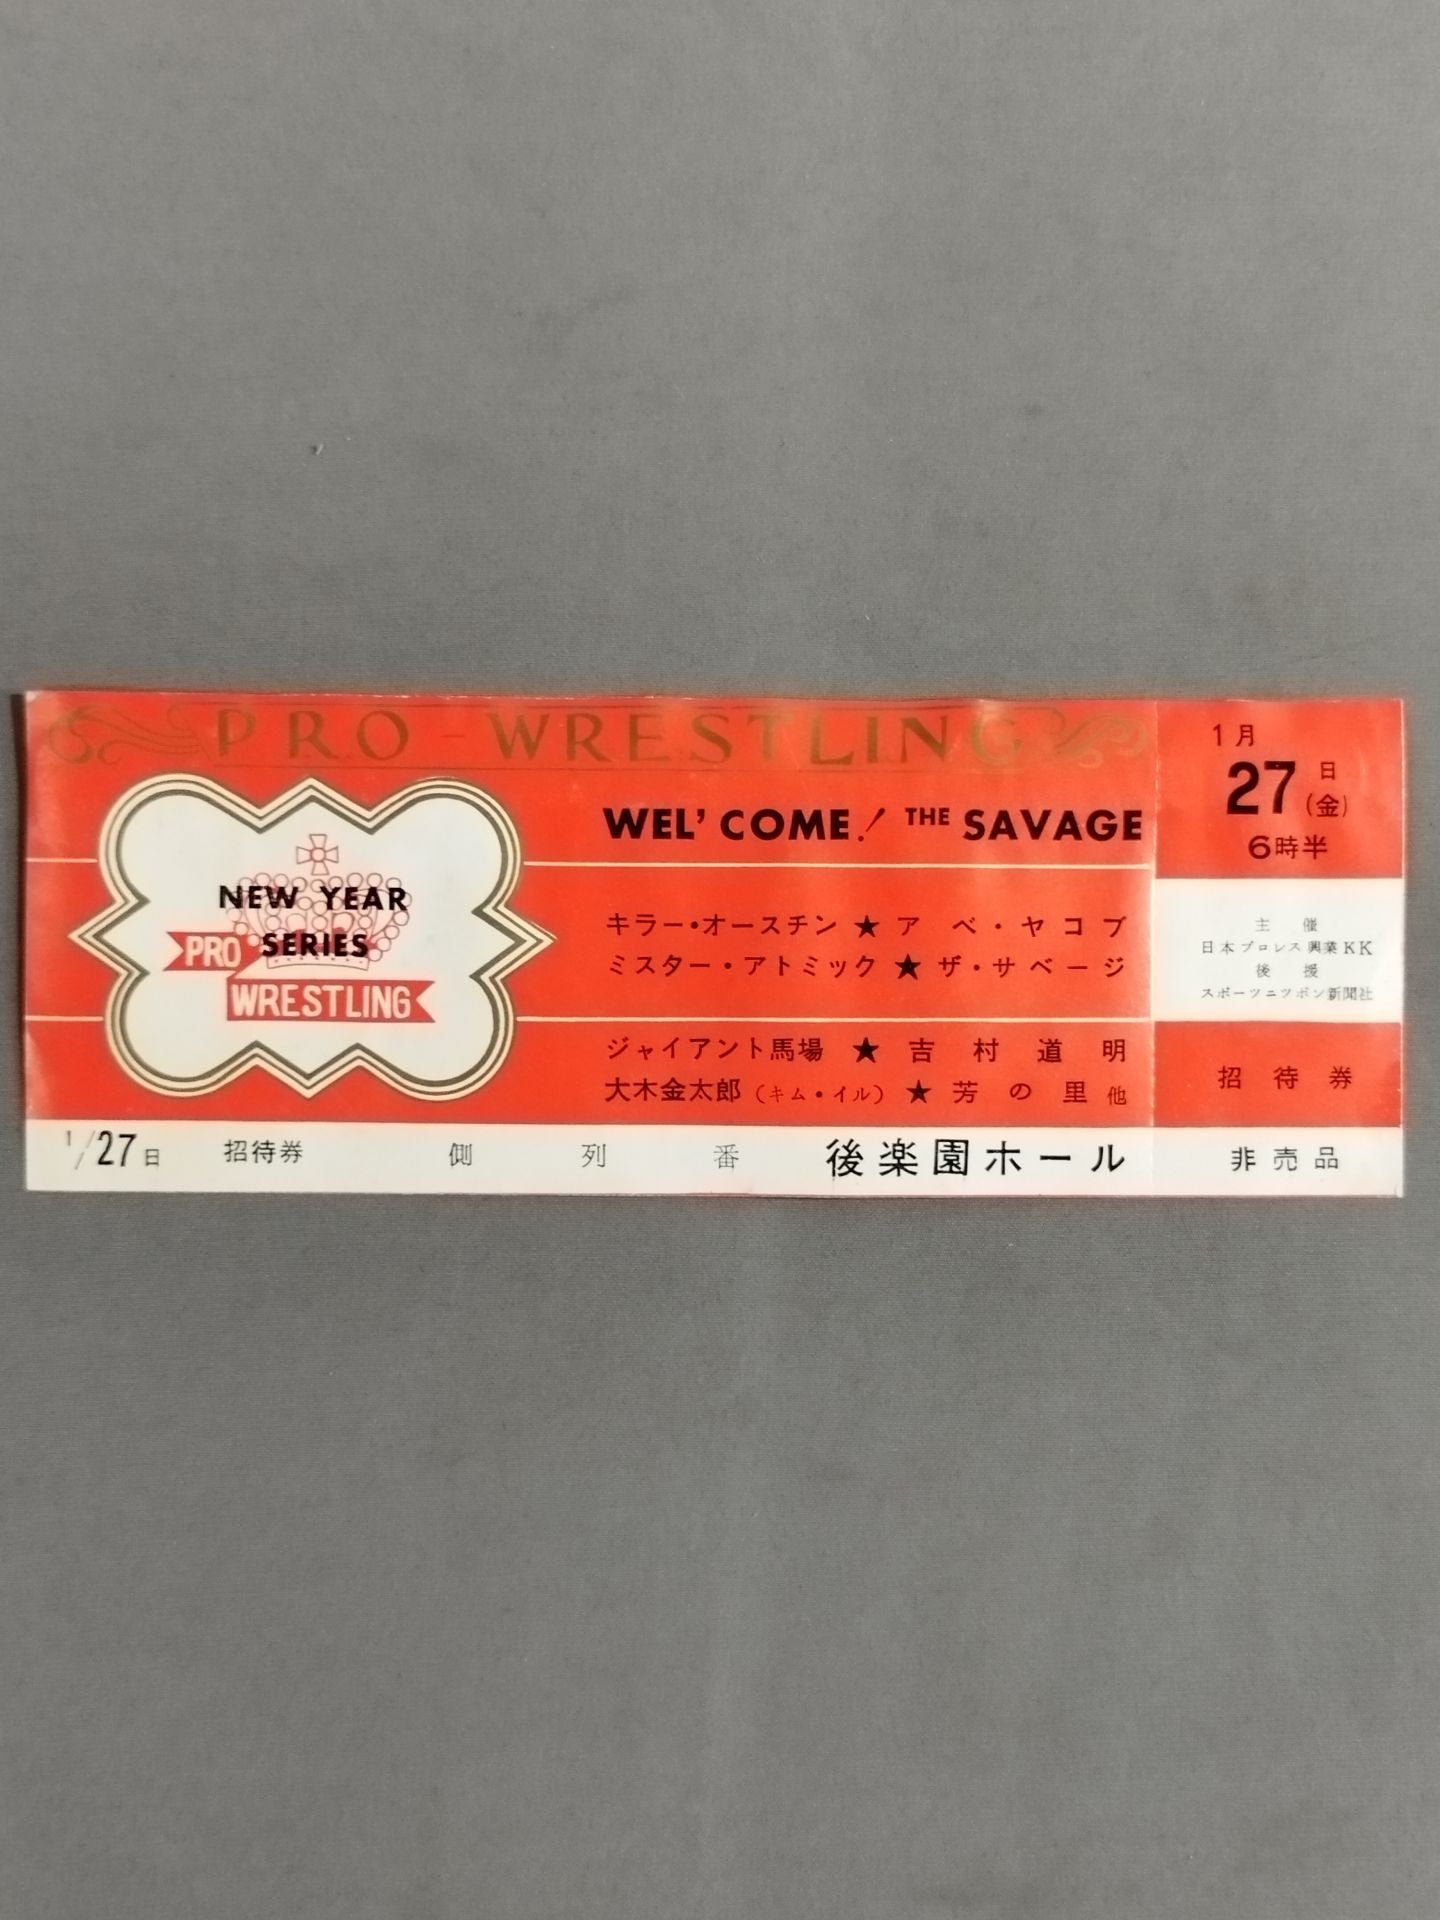 PRO-WRESTLING
WEL' COME! THE SAVAGE
NEW YEAR
SERIES
PRO
WRESTLING
キラー・オースチン ★ アベ・ヤコブ
ミスター・アトミック ★ ザ・サベージ
ジャイアント馬場 ★ 吉村道明
大木金太郎(キム・イル) ★ 芳の里 他
1/27日 招待券 側 列 番 後楽園ホール
1月
27日(金)
6時半
主催
日本プロレス興業KK
後援
スポーツニツポン新聞社
招待券
非売品